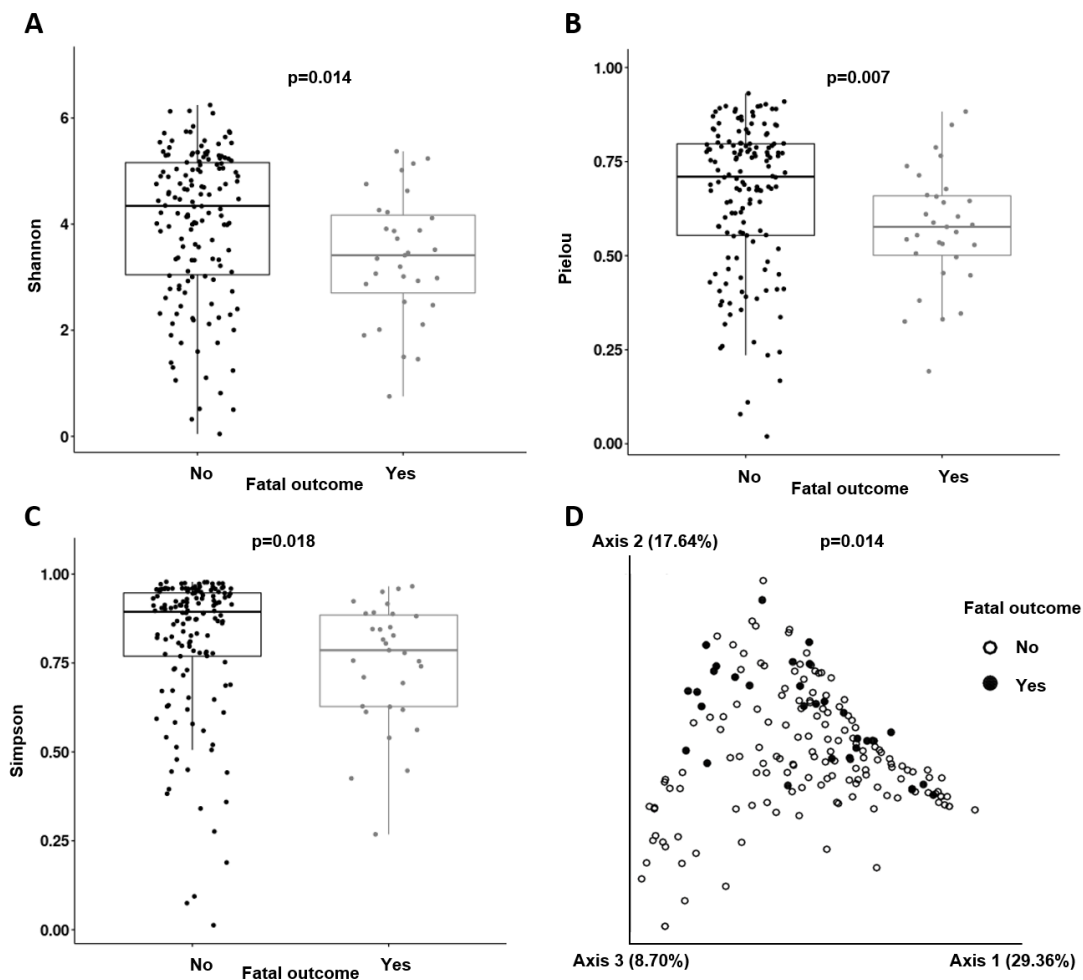 A
p=0.014
Shannon
6
4
2
0
No
Yes
Fatal outcome
B
p=0.007
Pielou
1.00
0.75
0.50
0.25
0.00
No
Yes
Fatal outcome
C
p=0.018
Simpson
1.00
0.75
0.50
0.25
0.00
No
Yes
Fatal outcome
D
Axis 2 (17.64%)
p=0.014
Fatal outcome
No
Yes
Axis 3 (8.70%)
Axis 1 (29.36%)